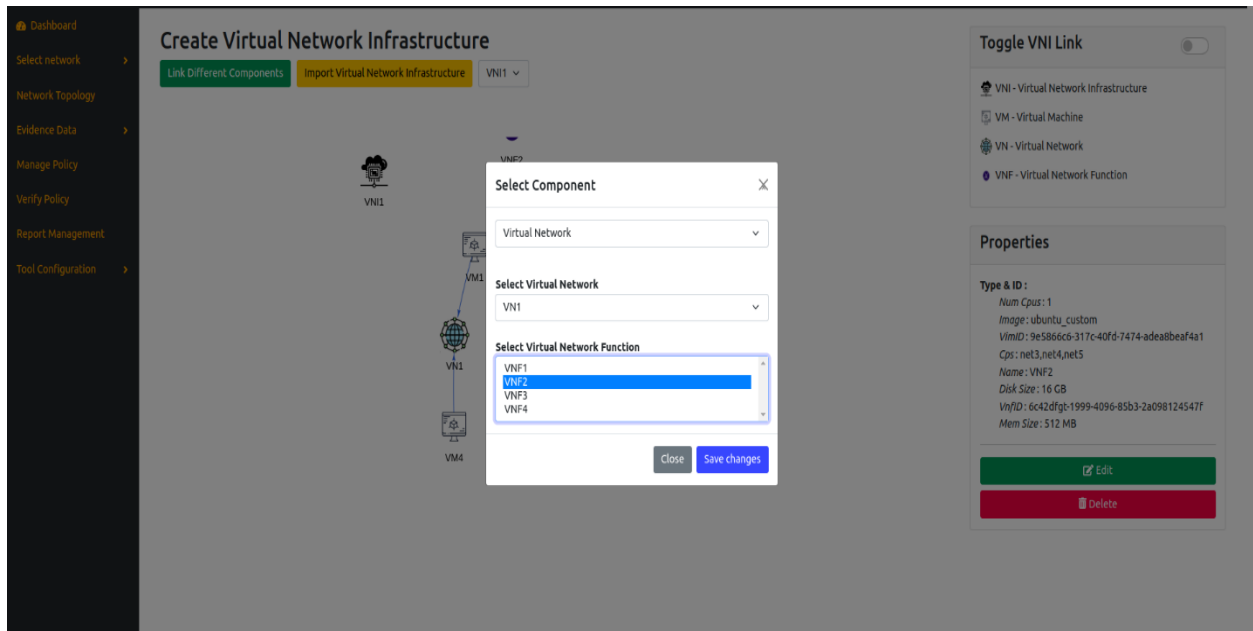 Dashboard
Select network
Network Topology
Evidence Data
Manage Policy
Verify Policy
Report Management
Tool Configuration
Create Virtual Network Infrastructure
Link Different Components
Import Virtual Network Infrastructure
VNI1
VNF2
VNI1
VM1
VN1
VM4
Select Component
Virtual Network
Select Virtual Network
VN1
Select Virtual Network Function
VNF1
VNF2
VNF3
VNF4
Close
Save changes
Toggle VNI Link
VNI - Virtual Network Infrastructure
VM - Virtual Machine
VN - Virtual Network
VNF - Virtual Network Function
Properties
Type & ID :
Num Cpus : 1
Image : ubuntu_custom
VimID : 9e5866c6-317c-40fd-7474-adea8beaf4a1
Cps : net3,net4,net5
Name : VNF2
Disk Size : 16 GB
VnfID : 6c42dfgt-1999-4096-85b3-2a098124547f
Mem Size : 512 MB
Edit
Delete